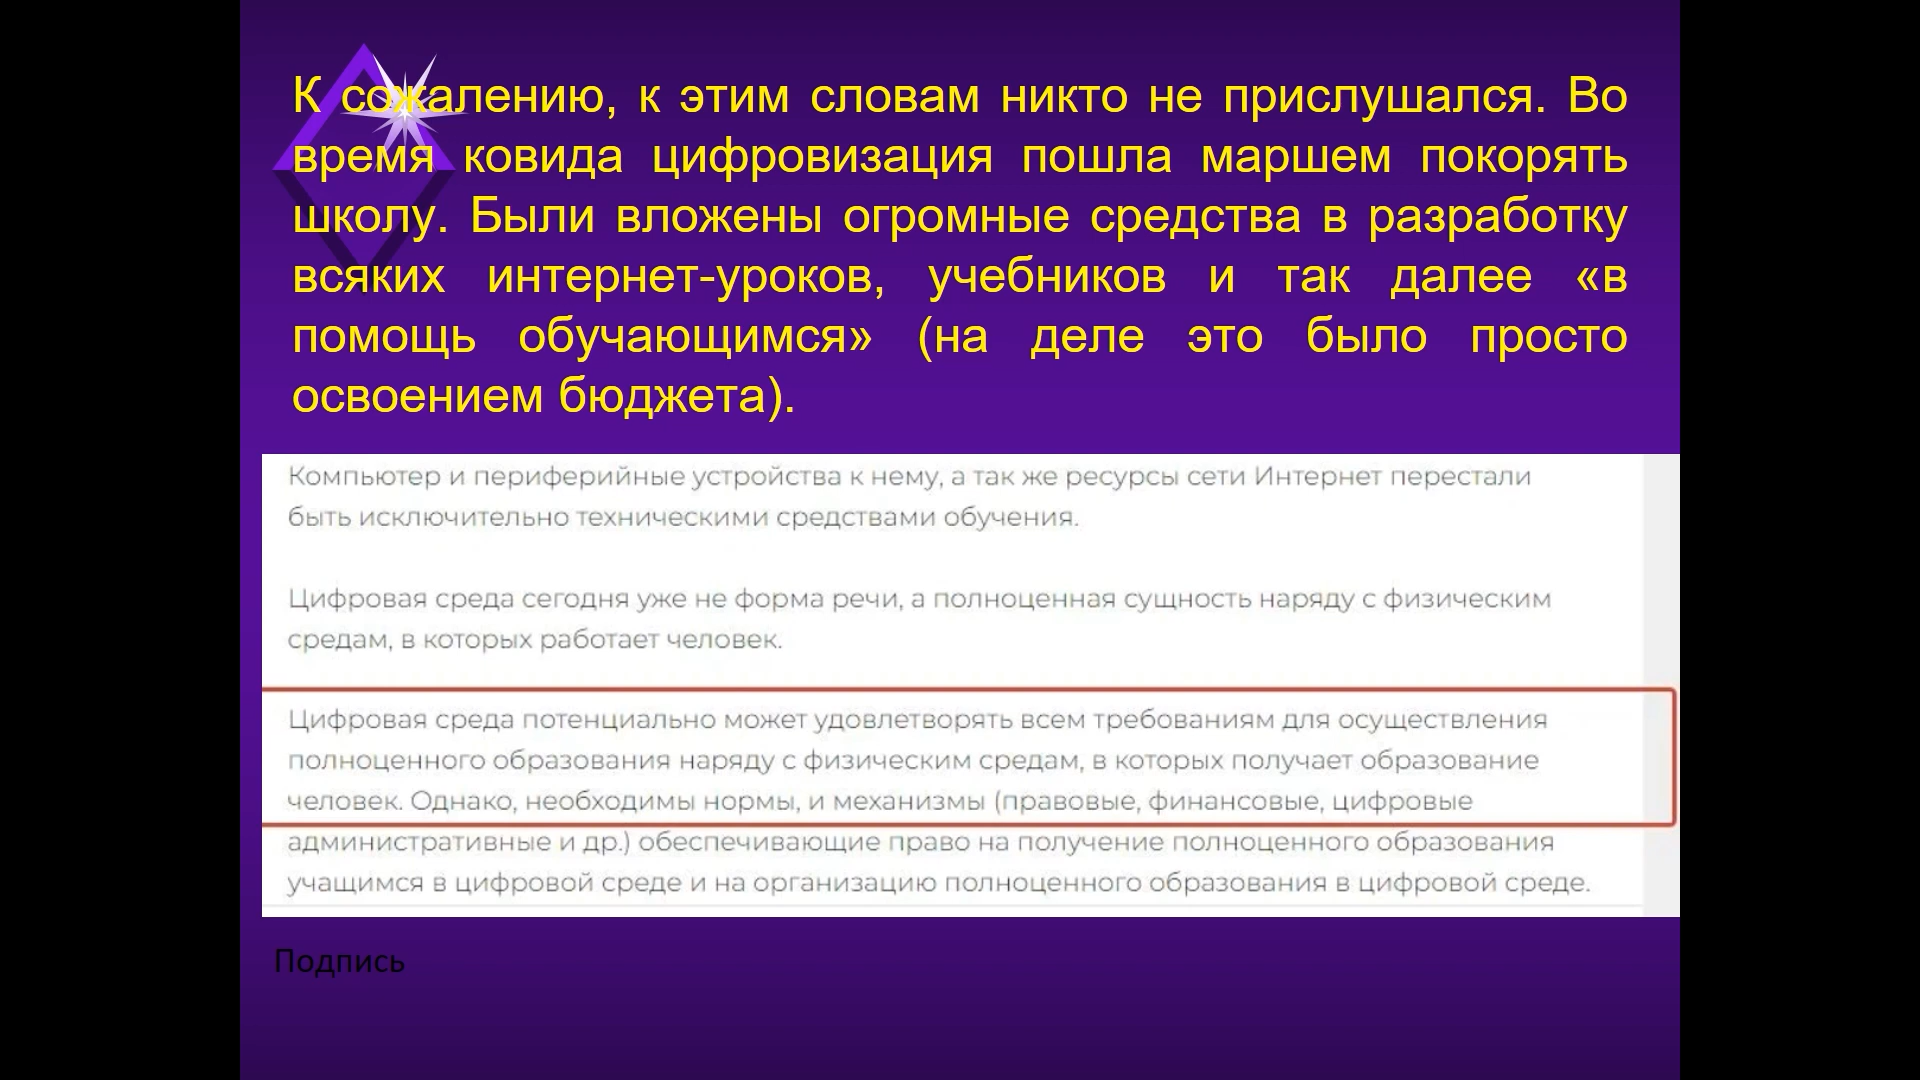 К сожалению, к этим словам никто не прислушался. Во
время ковида цифровизация пошла маршем покорять
школу. Были вложены огромные средства в разработку
всяких интернет-уроков, учебников и так далее «в
помощь обучающимся» (на деле это было просто
освоением бюджета).
Компьютер и периферийные устройства к нему, а так же ресурсы сети Интернет перестали
быть исключительно техническими средствами обучения.
Цифровая среда сегодня уже не форма речи, а полноценная сущность наряду с физическим
средам, в которых работает человек.
Цифровая среда потенциально может удовлетворять всем требованиям для осуществления
полноценного образования наряду с физическим средам, в которых получает образование
человек. Однако, необходимы нормы, и механизмы (правовые, финансовые, цифровые
административные и др.) обеспечивающие право на получение полноценного образования
учащимся в цифровой среде и на организацию полноценного образования в цифровой среде.
Подпись